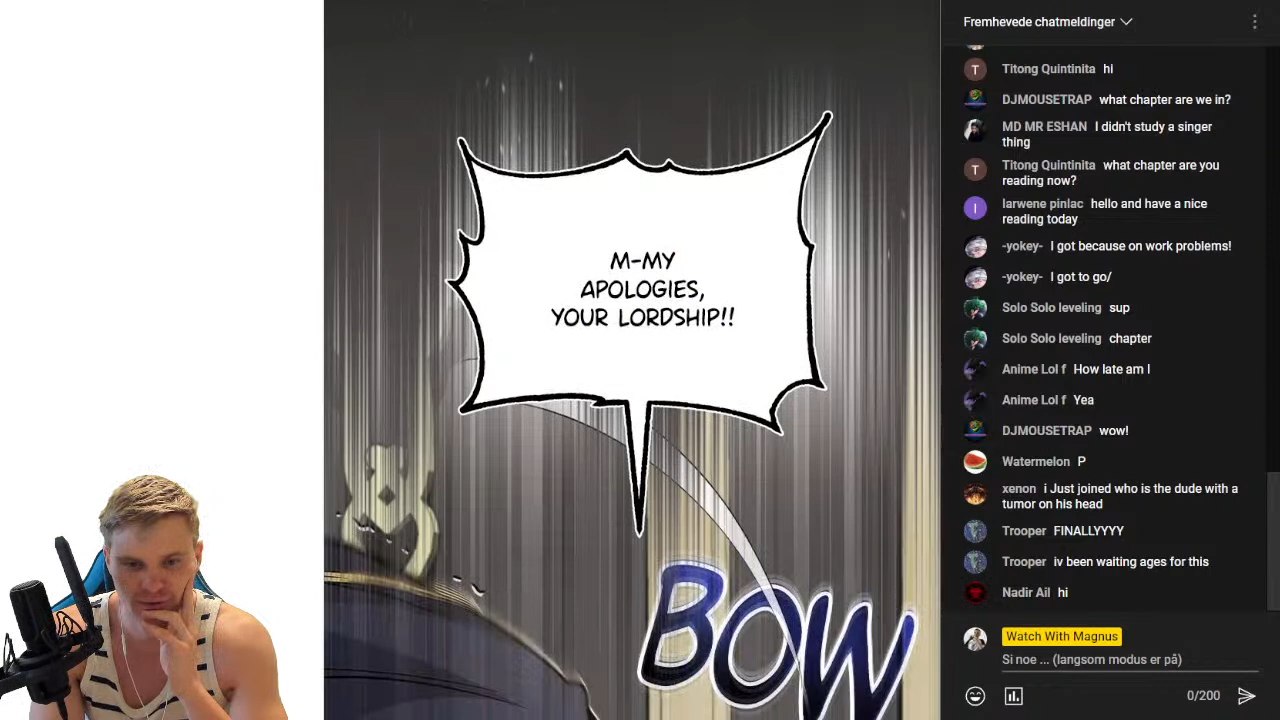 M-MY
APOLOGIES,
YOUR LORDSHIP!!
BOW
Fremhevede chatmeldinger
T Titong Quintinita hi
DJMOUSETRAP what chapter are we in?
MD MR ESHAN I didn't study a singer
thing
T Titong Quintinita what chapter are you
reading now?
I Iarwene pinlac hello and have a nice
reading today
-yokey- I got because on work problems!
-yokey- I got to go/
Solo Solo leveling sup
Solo Solo leveling chapter
Anime Lol f How late am I
Anime Lol f Yea
DJMOUSETRAP wow!
Watermelon P
xenon i Just joined who is the dude with a
tumor on his head
Trooper FINALLYYYY
Trooper iv been waiting ages for this
Nadir Ail hi
Watch With Magnus
Si noe ... (langsom modus er på)
0/200